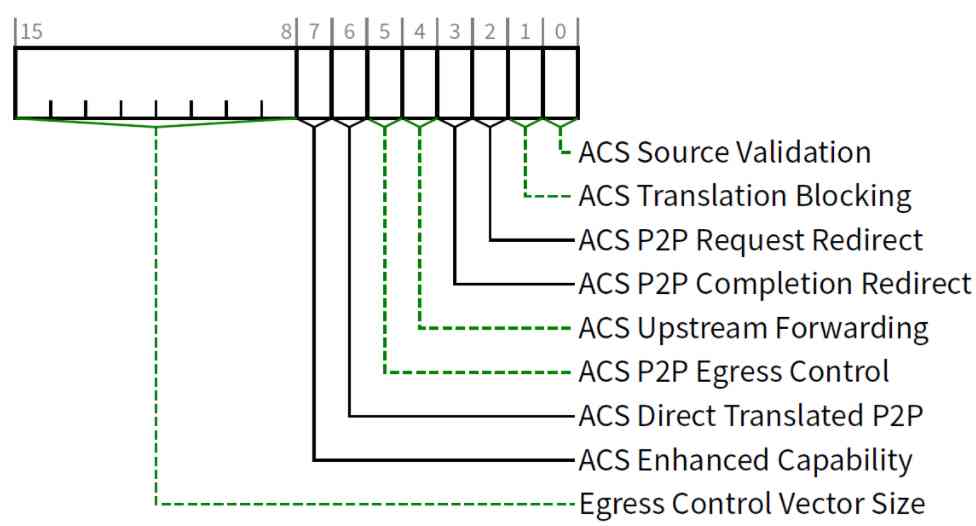 15 8 7 6 5 4 3 2 1 0
ACS Source Validation
ACS Translation Blocking
ACS P2P Request Redirect
ACS P2P Completion Redirect
ACS Upstream Forwarding
ACS P2P Egress Control
ACS Direct Translated P2P
ACS Enhanced Capability
Egress Control Vector Size